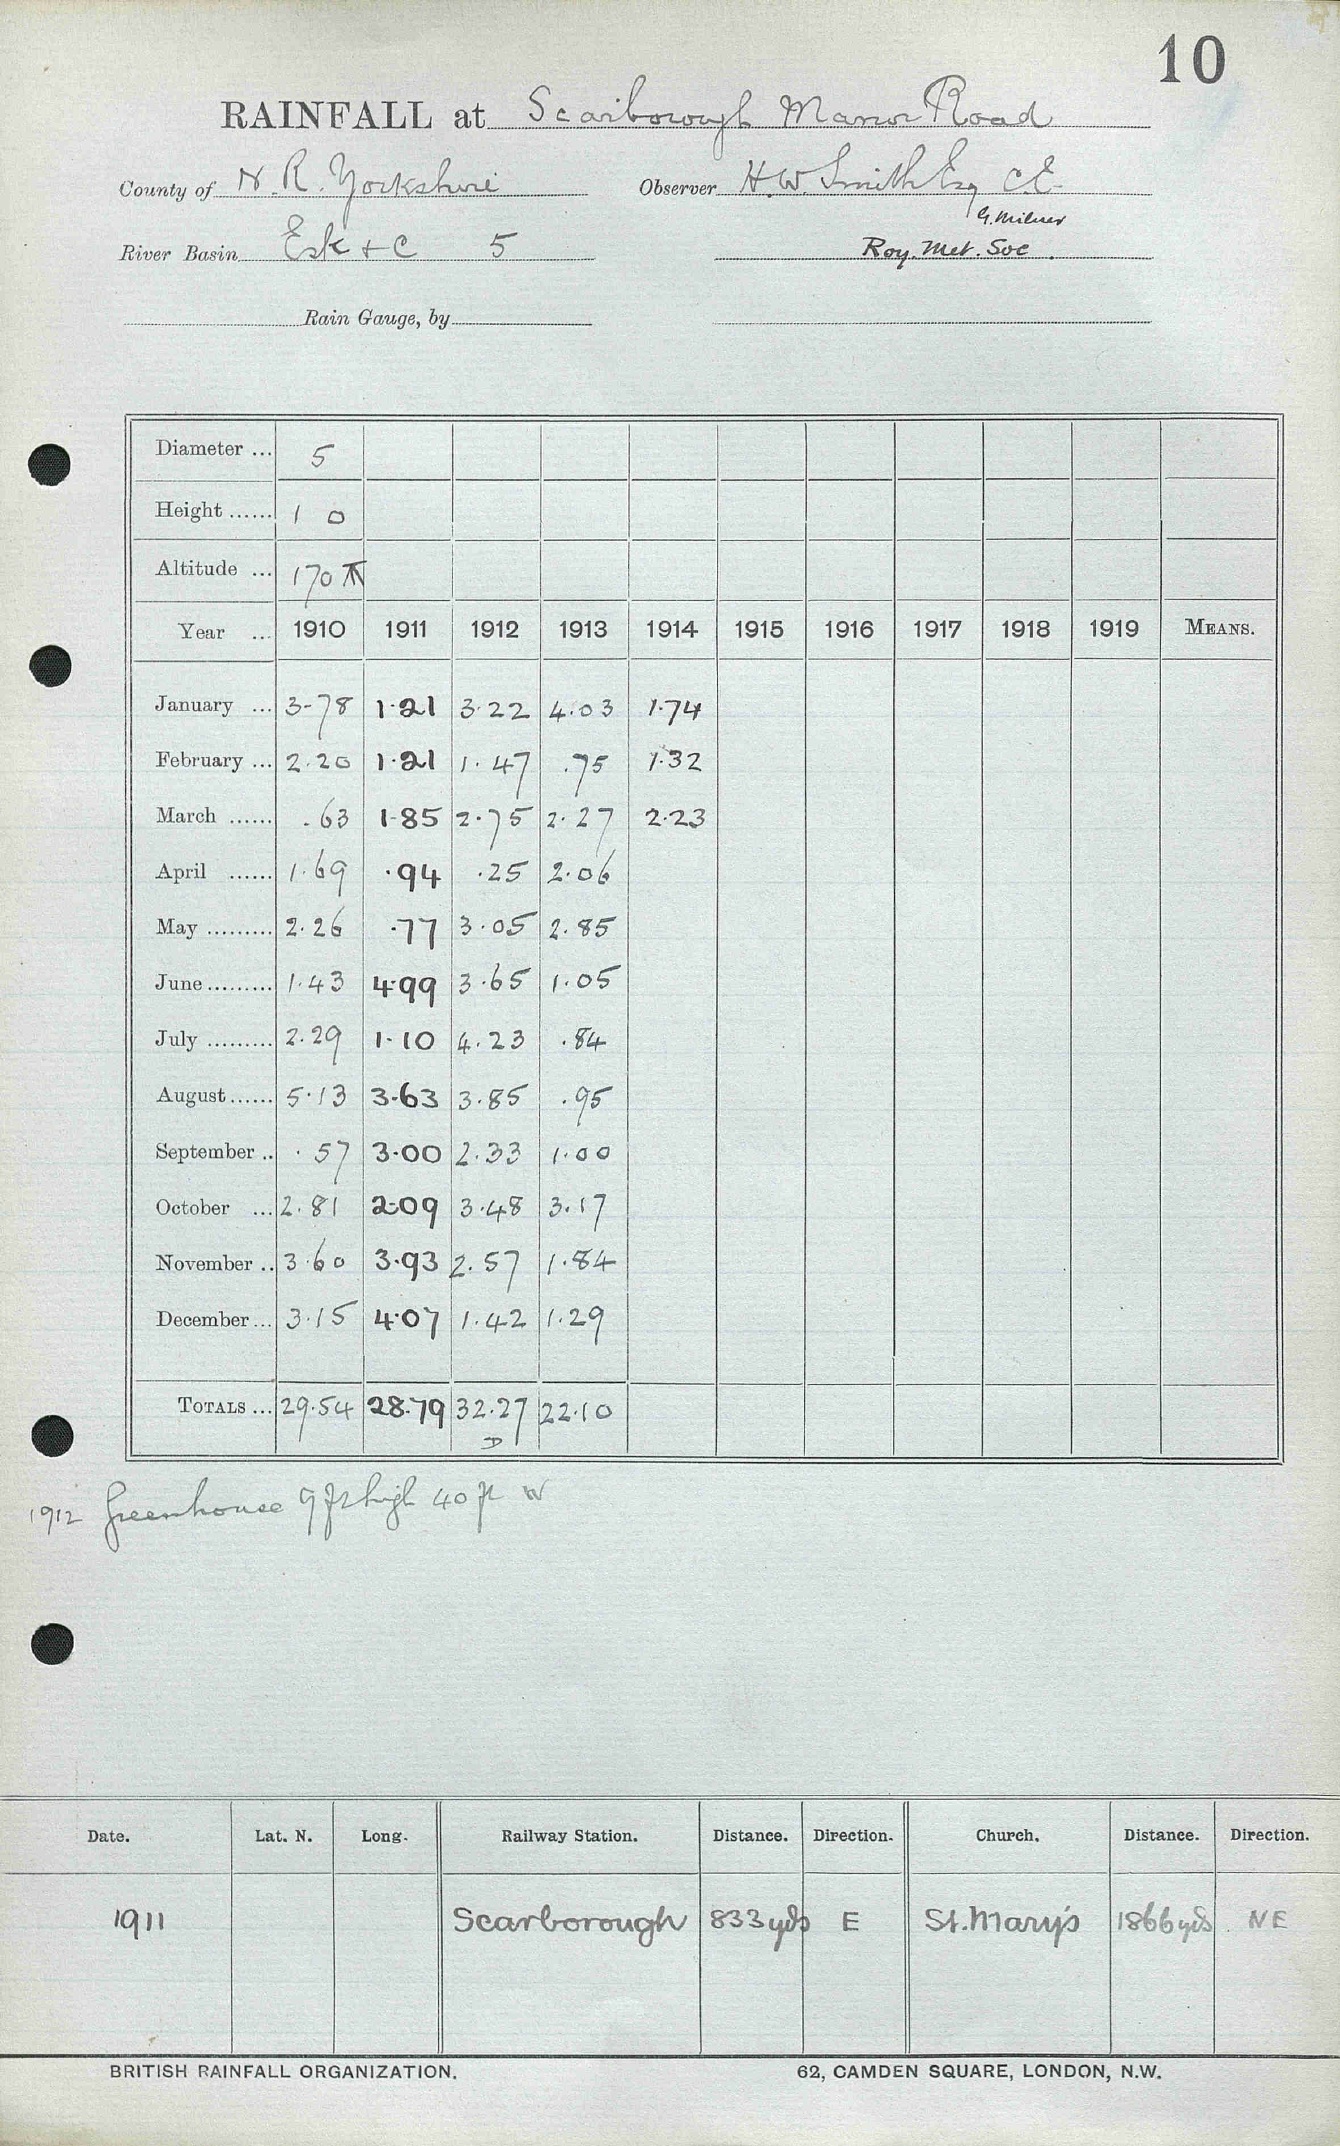 10
RAINFALL at Scarborough Manor Road
County of N. R. Yorkshire Observer H. W. Smith Esq C.E.
G. Milner
River Basin Esk & C 5 Roy. Met. Soc.
Rain Gauge, by
Diameter ... 5
Height ...... 1 0
Altitude ... 170
Year ... 1910 1911 1912 1913 1914 1915 1916 1917 1918 1919 MEANS.
January ... 3-78 1·21 3·22 4·03 1·74
February ... 2.20 1·21 1·47 .75 1·32
March ...... .63 1·85 2·75 2·27 2·23
April ...... 1·69 ·94 ·25 2·06
May ......... 2·26 ·77 3·05 2·85
June ......... 1·43 4·99 3·65 1·05
July ......... 2·29 1·10 4·23 ·84
August ...... 5·13 3·63 3·85 .95
September .. ·57 3·00 2·33 1·00
October ... 2·81 2·09 3·48 3·17
November .. 3·60 3·93 2·57 1·84
December ... 3·15 4·07 1·42 1·29
TOTALS ... 29·54 28·79 32·27 22·10
D
1912 Greenhouse 9 ft high 40 ft W
Date. Lat. N. Long. Railway Station. Distance. Direction. Church. Distance. Direction.
1911 Scarborough 833 yds E St. Mary's 1866 yds NE
BRITISH RAINFALL ORGANIZATION. 62, CAMDEN SQUARE, LONDON, N.W.